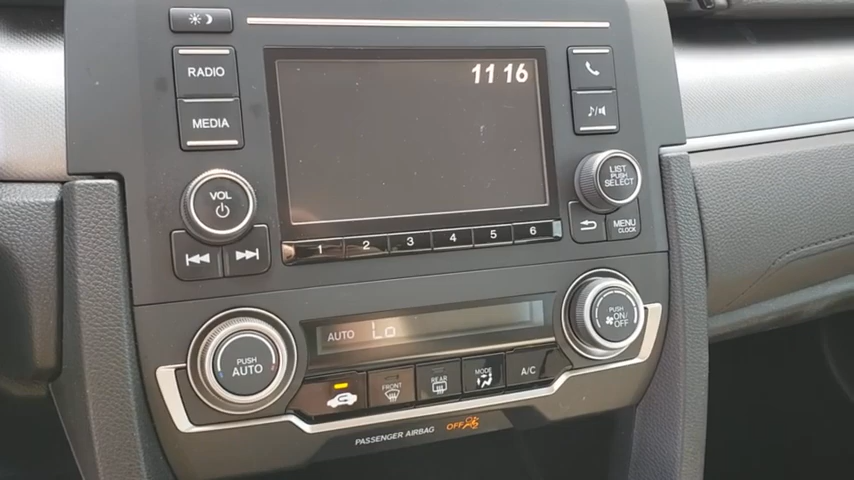 11 16
RADIO
MEDIA
LIST
PUSH
SELECT
VOL
MENU
CLOCK
1 2 3 4 5 6
PUSH
ON/
OFF
AUTO Lo
PUSH
AUTO
FRONT
REAR
MODE
A/C
PASSENGER AIRBAG OFF